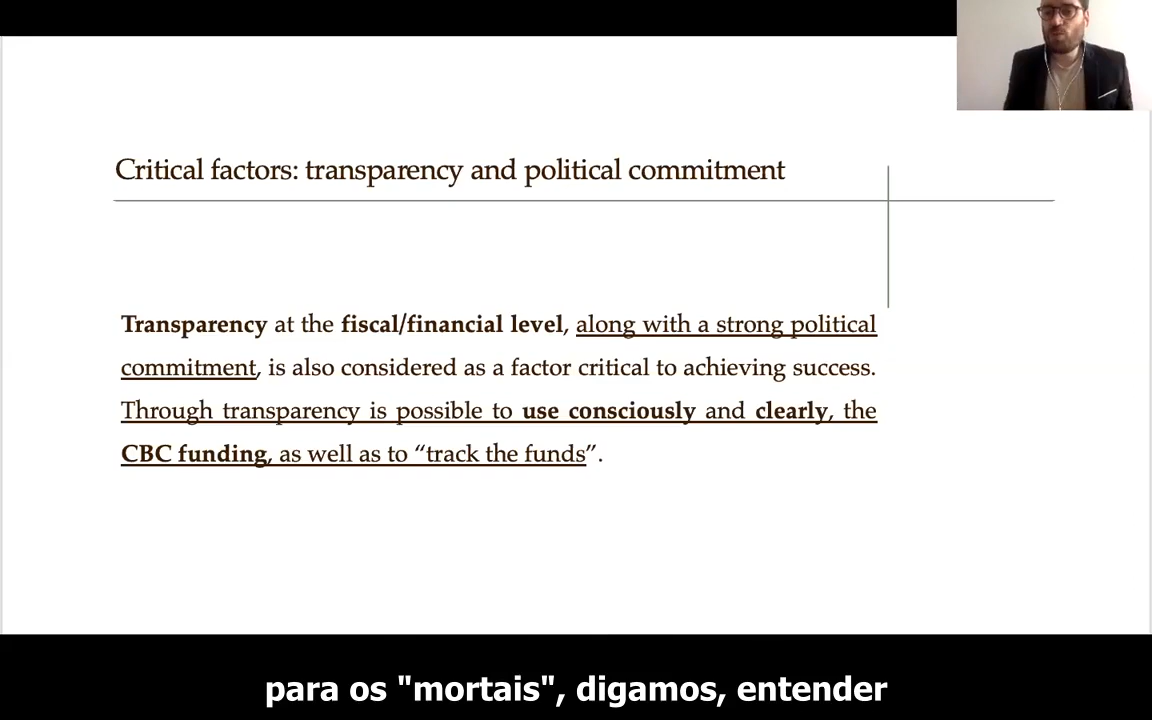 Critical factors: transparency and political commitment
Transparency at the fiscal/financial level, along with a strong political
commitment, is also considered as a factor critical to achieving success.
Through transparency is possible to use consciously and clearly, the
CBC funding, as well as to “track the funds”.
para os "mortais", digamos, entender